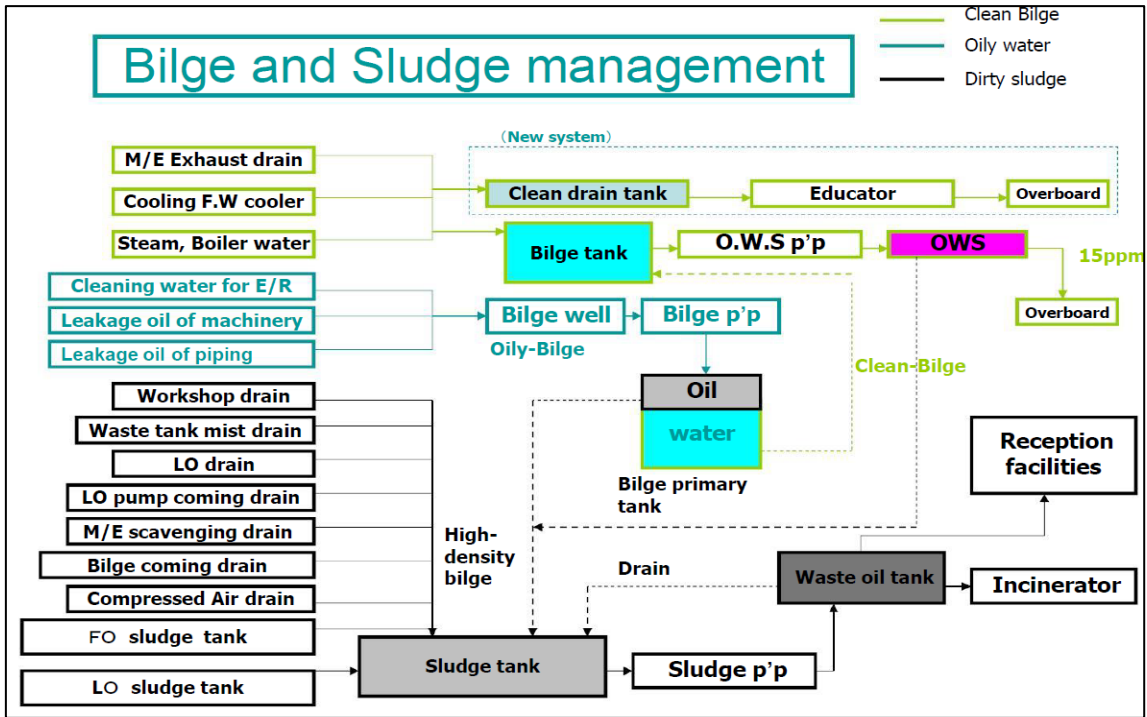 Clean Bilge
Oily water
Dirty sludge
Bilge and Sludge management
(New system)
M/E Exhaust drain
Cooling F.W cooler
Steam, Boiler water
Clean drain tank
Educator
Overboard
Bilge tank
O.W.S p'p
OWS
15ppm
Overboard
Cleaning water for E/R
Leakage oil of machinery
Leakage oil of piping
Bilge well
Oily-Bilge
Bilge p'p
Clean-Bilge
Oil
water
Bilge primary
tank
Workshop drain
Waste tank mist drain
LO drain
LO pump coming drain
M/E scavenging drain
Bilge coming drain
Compressed Air drain
FO sludge tank
LO sludge tank
High-
density
bilge
Drain
Reception
facilities
Waste oil tank
Incinerator
Sludge tank
Sludge p'p